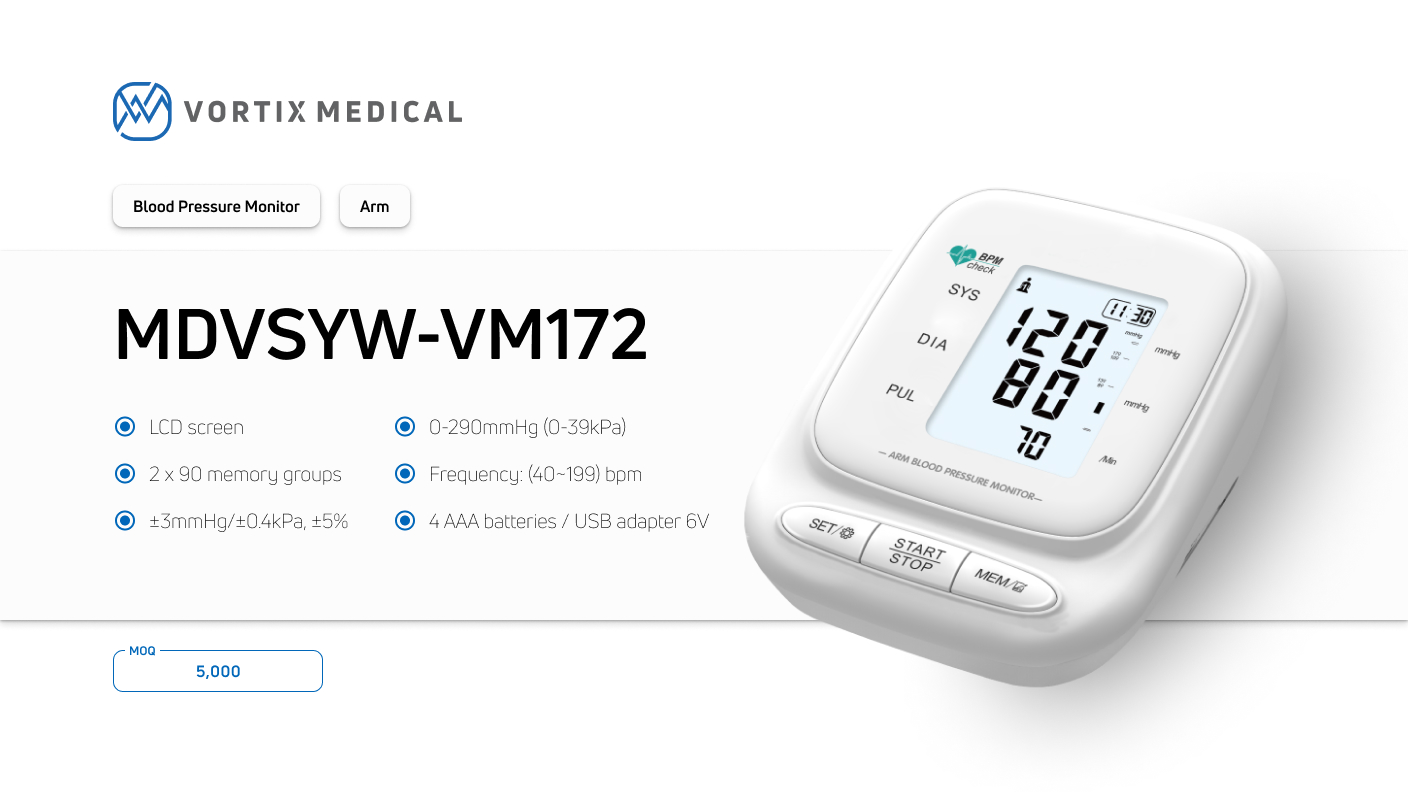 VORTIX MEDICAL
Blood Pressure Monitor
Arm
MDVSYW-VM172
LCD screen
0-290mmHg (0-39kPa)
2 x 90 memory groups
Frequency: (40~199) bpm
±3mmHg/±0.4kPa, ±5%
4 AAA batteries / USB adapter 6V
MOQ
5,000
BPM
check
SYS
DIA
PUL
11:30
120
80
70
mmHg
mmHg
mmHg
/Min
— ARM BLOOD PRESSURE MONITOR—
SET/
START
STOP
MEM/